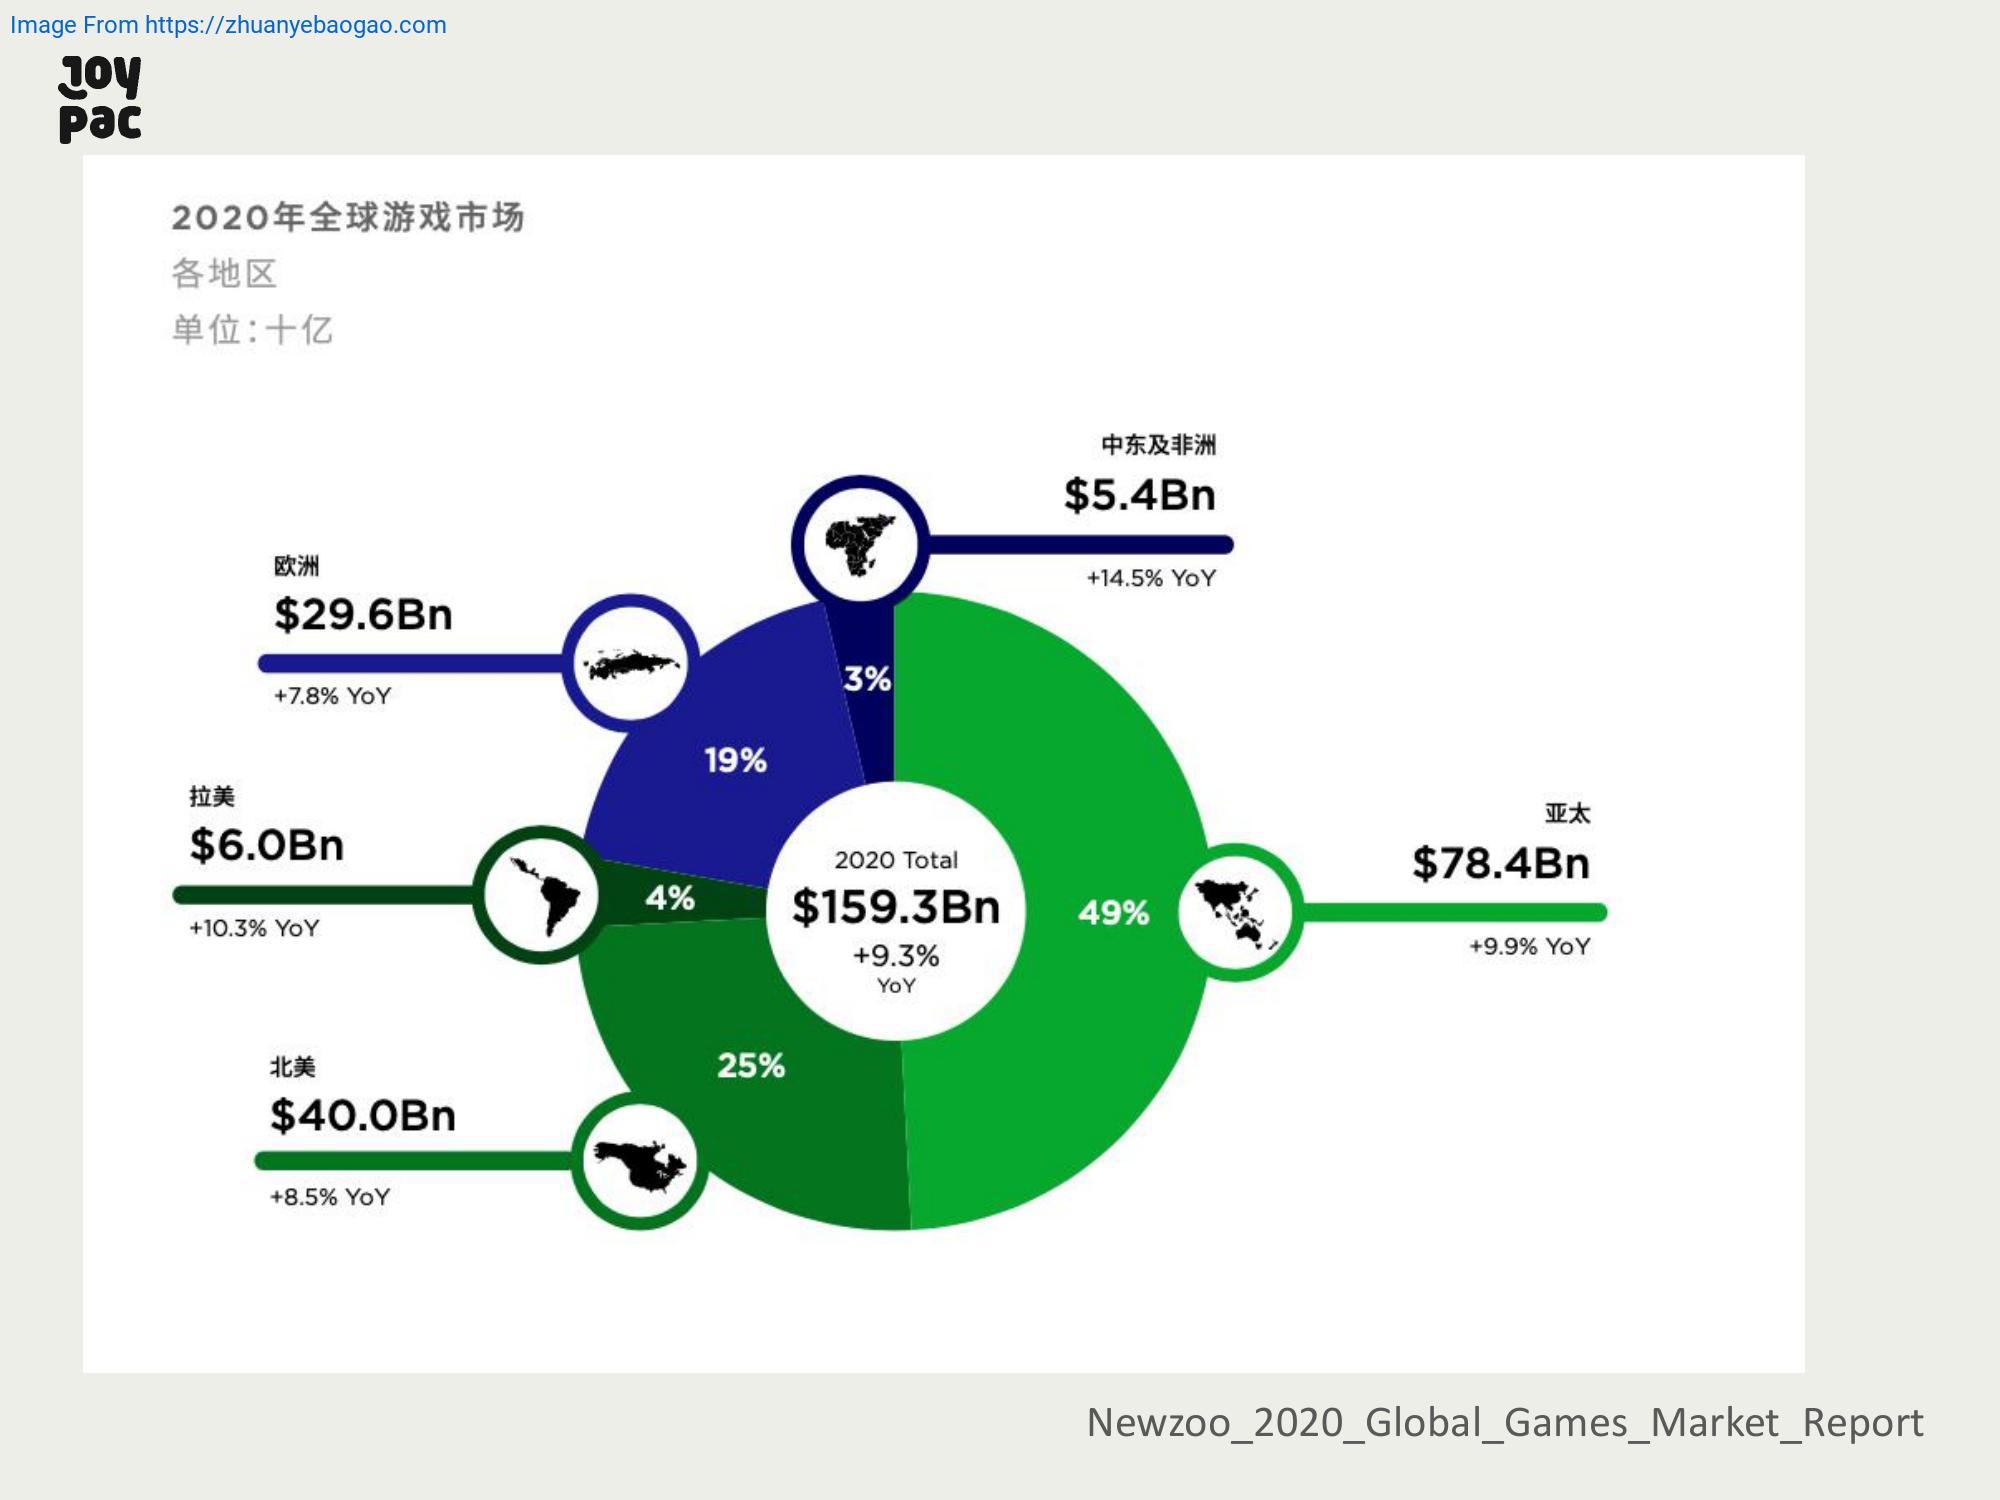 Image From https://zhuanyebaogao.com
Joy
pac
2020年全球游戏市场
各地区
单位:十亿
中东及非洲
$5.4Bn
+14.5% YoY
欧洲
$29.6Bn
+7.8% YoY
3%
19%
拉美
$6.0Bn
+10.3% YoY
4%
2020 Total
$159.3Bn
+9.3%
YoY
49%
亚太
$78.4Bn
+9.9% YoY
25%
北美
$40.0Bn
+8.5% YoY
Newzoo_2020_Global_Games_Market_Report